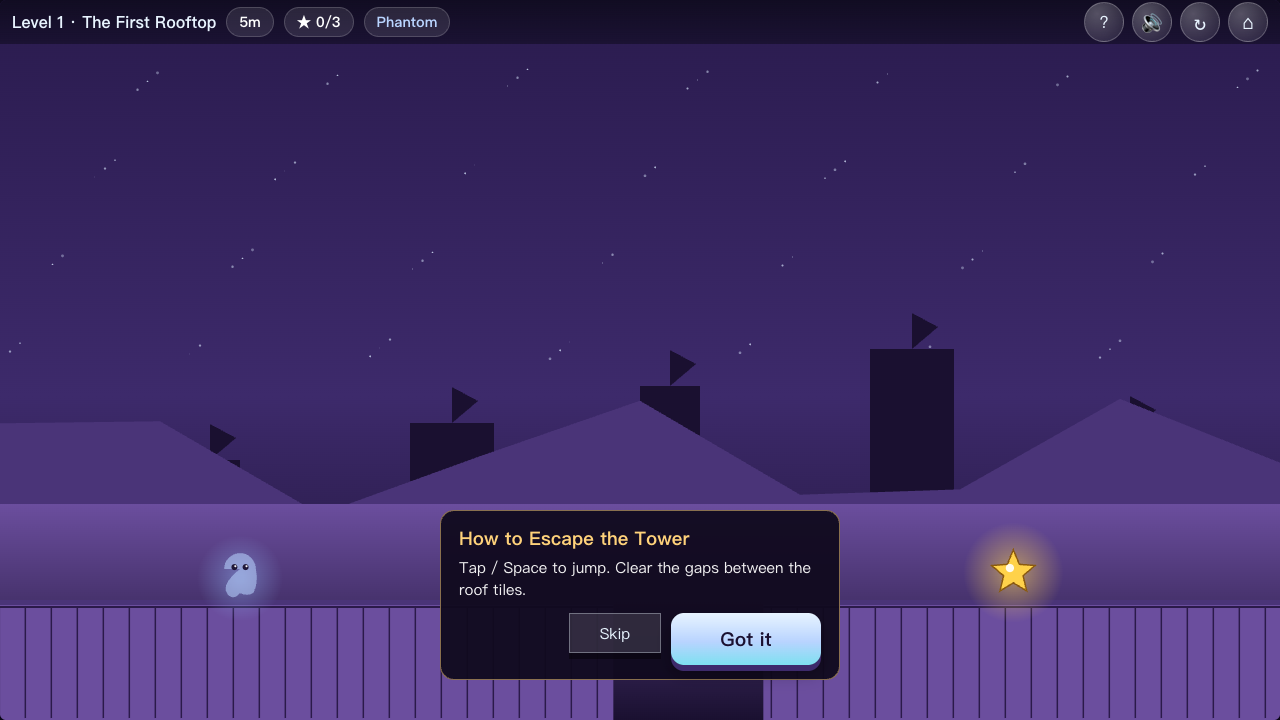 Level 1 · The First Rooftop
5m
★ 0/3
Phantom
?
How to Escape the Tower
Tap / Space to jump. Clear the gaps between the
roof tiles.
Skip
Got it